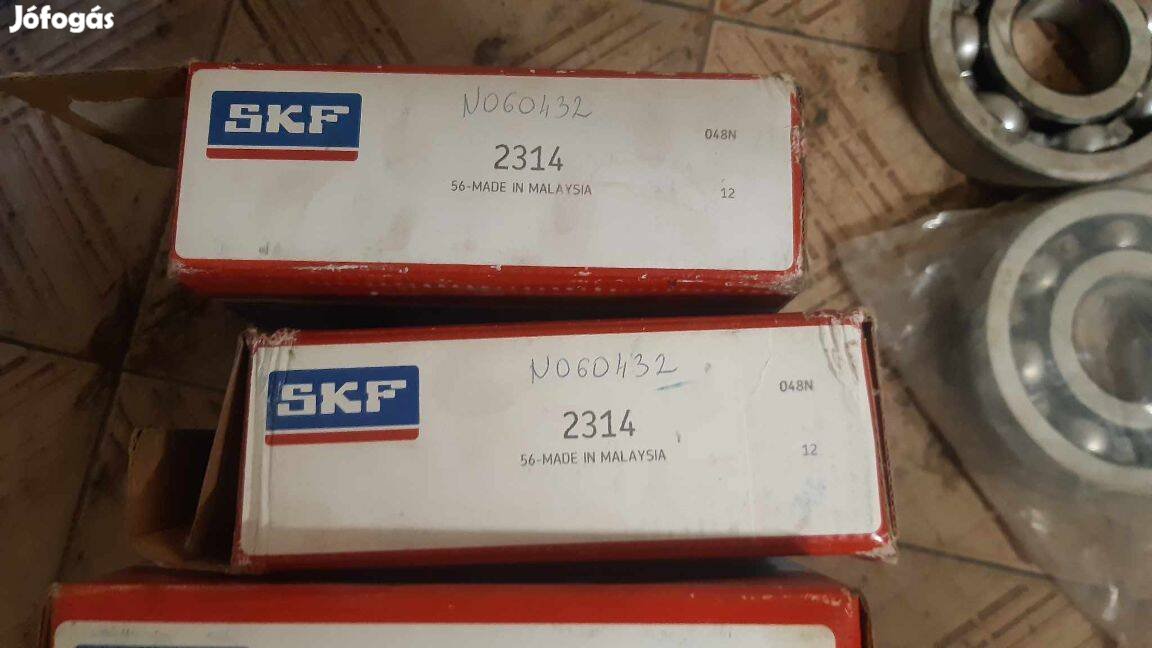 Jófogás
SKF
N060432
048N
2314
56-MADE IN MALAYSIA
12
SKF
N060432
048N
2314
56-MADE IN MALAYSIA
12